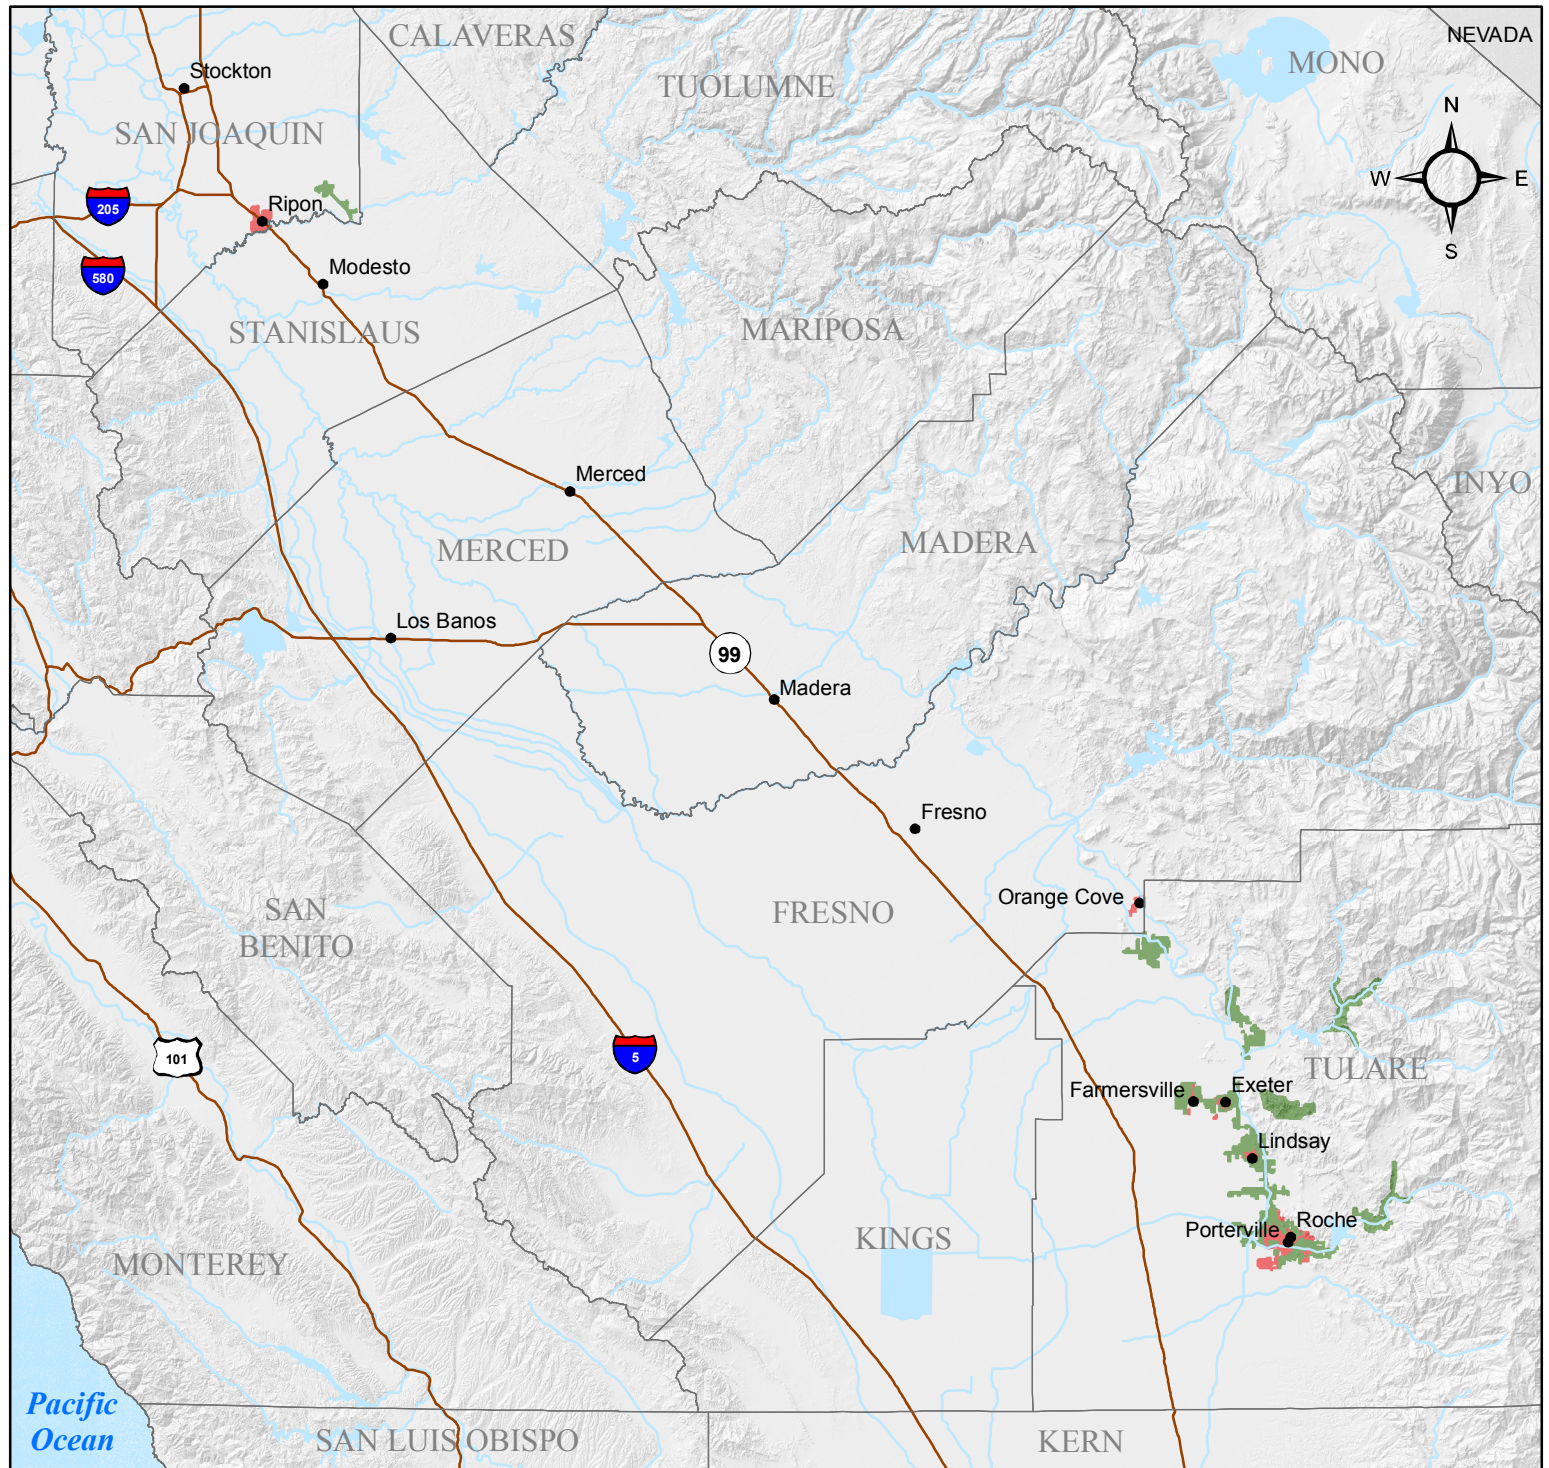 CALAVERAS
NEVADA
MONO
TUOLUMNE
Stockton
N
SAN JOAQUIN
W
E
205
Ripon
S
580
Modesto
STANISLAUS
MARIPOSA
Merced
INYO
MERCED
MADERA
Los Banos
99
Madera
Fresno
Orange Cove
SAN
BENITO
FRESNO
101
5
TULARE
Farmersville
Exeter
Lindsay
Roche
Porterville
KINGS
MONTEREY
Pacific
Ocean
SAN LUIS OBISPO
KERN